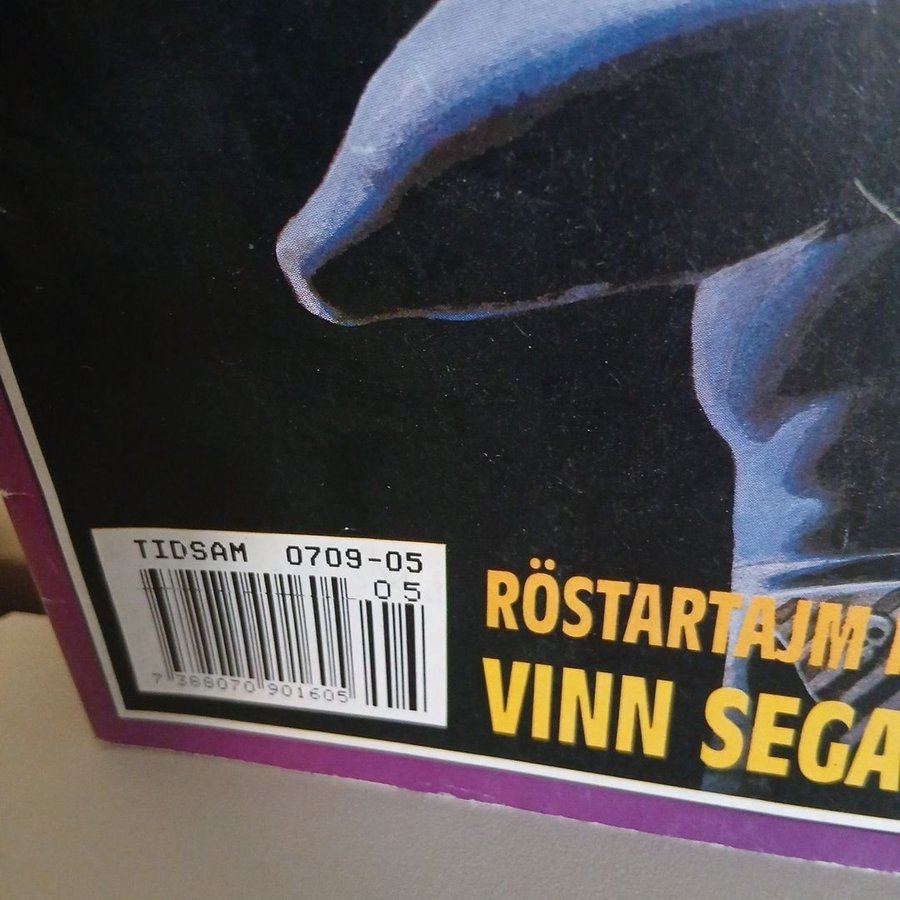 TIDSAM 0709-05
05
7 388070 901605
RÖSTARTAJM
VINN SEGA